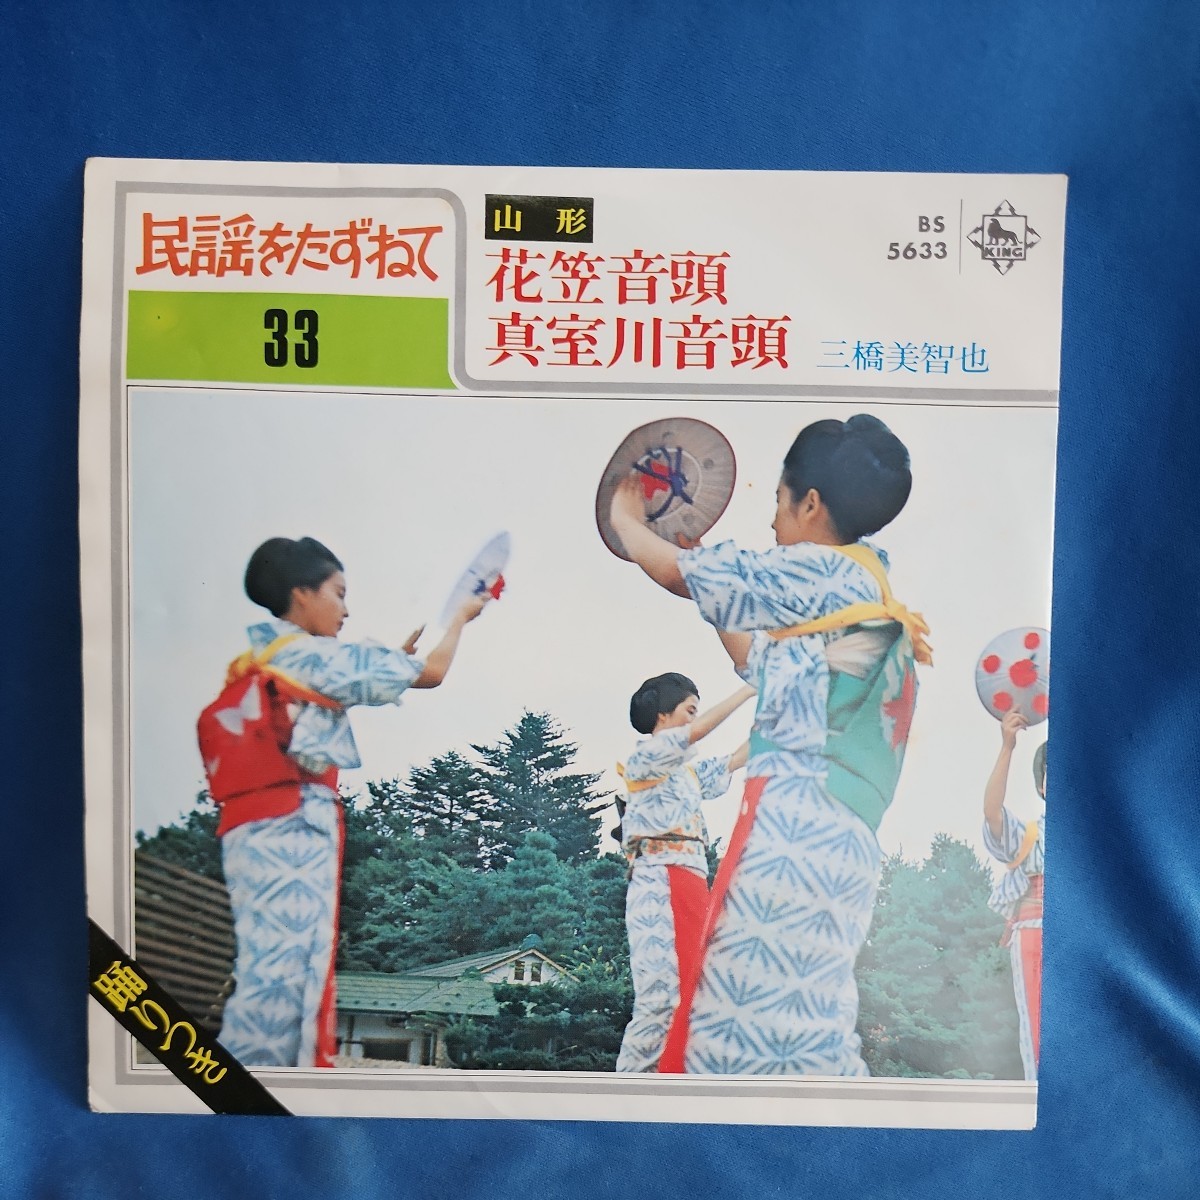 民謡をたずねて
33
山形
花笠音頭
真室川音頭
三橋美智也
BS
5633
KING
踊りつき